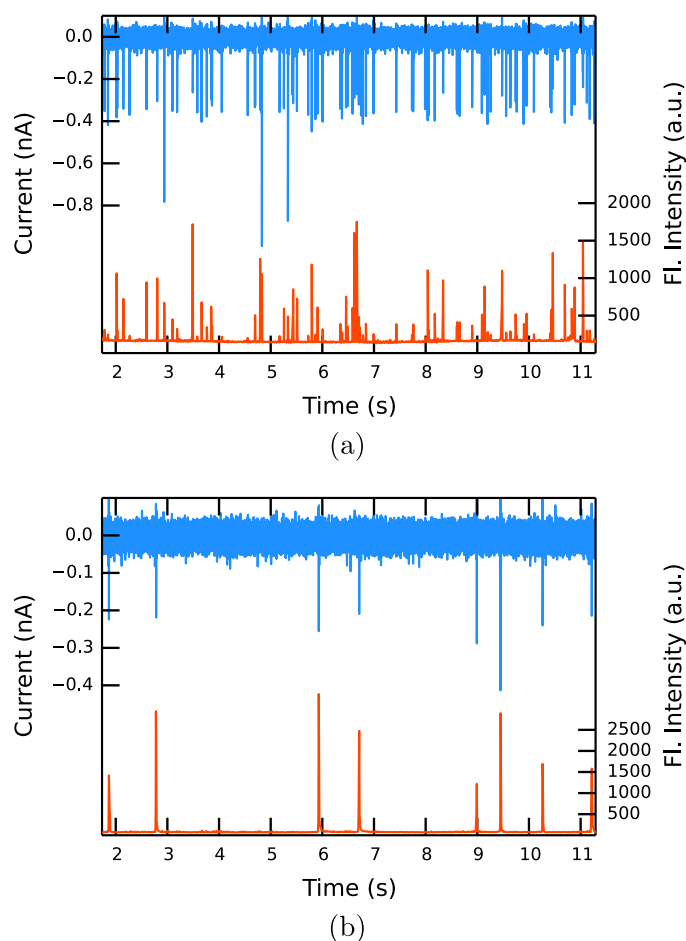 0.0
−0.2
−0.4
−0.6
−0.8
Current (nA)
2000
1500
1000
500
Fl. Intensity (a.u.)
2 3 4 5 6 7 8 9 10 11
Time (s)
(a)
0.0
−0.1
−0.2
−0.3
−0.4
Current (nA)
2500
2000
1500
1000
500
Fl. Intensity (a.u.)
2 3 4 5 6 7 8 9 10 11
Time (s)
(b)